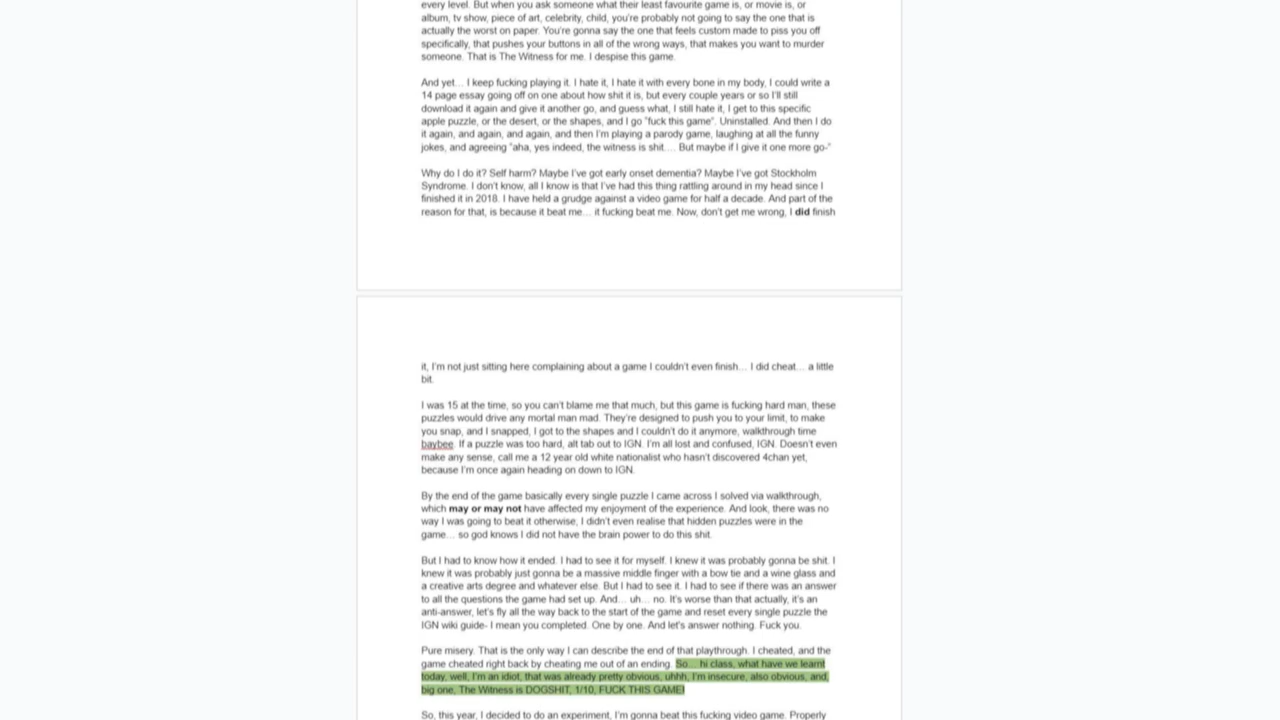 every level. But when you ask someone what their least favourite game is, or movie is, or
album, tv show, piece of art, celebrity, child, you're probably not going to say the one that is
actually the worst on paper. You're gonna say the one that feels custom made to piss you off
specifically, that pushes your buttons in all of the wrong ways, that makes you want to murder
someone. That is The Witness for me. I despise this game.
And yet... I keep fucking playing it. I hate it, I hate it with every bone in my body, I could write a
14 page essay going off on one about how shit it is, but every couple years or so I'll still
download it again and give it another go, and guess what, I still hate it, I get to this specific
apple puzzle, or the desert, or the shapes, and I go "fuck this game". Uninstalled. And then I do
it again, and again, and again, and then I'm playing a parody game, laughing at all the funny
jokes, and agreeing "aha, yes indeed, the witness is shit.... But maybe if I give it one more go-"
Why do I do it? Self harm? Maybe I've got early onset dementia? Maybe I've got Stockholm
Syndrome. I don't know, all I know is that I've had this thing rattling around in my head since I
finished it in 2018. I have held a grudge against a video game for half a decade. And part of the
reason for that, is because it beat me... it fucking beat me. Now, don't get me wrong, I did finish
it, I'm not just sitting here complaining about a game I couldn't even finish... I did cheat... a little
bit.
I was 15 at the time, so you can't blame me that much, but this game is fucking hard man, these
puzzles would drive any mortal man mad. They're designed to push you to your limit, to make
you snap, and I snapped, I got to the shapes and I couldn't do it anymore, walkthrough time
baybee. If a puzzle was too hard, alt tab out to IGN. I'm all lost and confused, IGN. Doesn't even
make any sense, call me a 12 year old white nationalist who hasn't discovered 4chan yet,
because I'm once again heading on down to IGN.
By the end of the game basically every single puzzle I came across I solved via walkthrough,
which may or may not have affected my enjoyment of the experience. And look, there was no
way I was going to beat it otherwise, I didn't even realise that hidden puzzles were in the
game... so god knows I did not have the brain power to do this shit.
But I had to know how it ended. I had to see it for myself. I knew it was probably gonna be shit. I
knew it was probably just gonna be a massive middle finger with a bow tie and a wine glass and
a creative arts degree and whatever else. But I had to see it. I had to see if there was an answer
to all the questions the game had set up. And... uh... no. It's worse than that actually, it's an
anti-answer, let's fly all the way back to the start of the game and reset every single puzzle the
IGN wiki guide- I mean you completed. One by one. And let's answer nothing. Fuck you.
Pure misery. That is the only way I can describe the end of that playthrough. I cheated, and the
game cheated right back by cheating me out of an ending. So... hi class, what have we learnt
today, well, I'm an idiot, that was already pretty obvious, uhhh, I'm insecure, also obvious, and,
big one, The Witness is DOGSHIT, 1/10, FUCK THIS GAME!
So, this year, I decided to do an experiment, I'm gonna beat this fucking video game. Properly